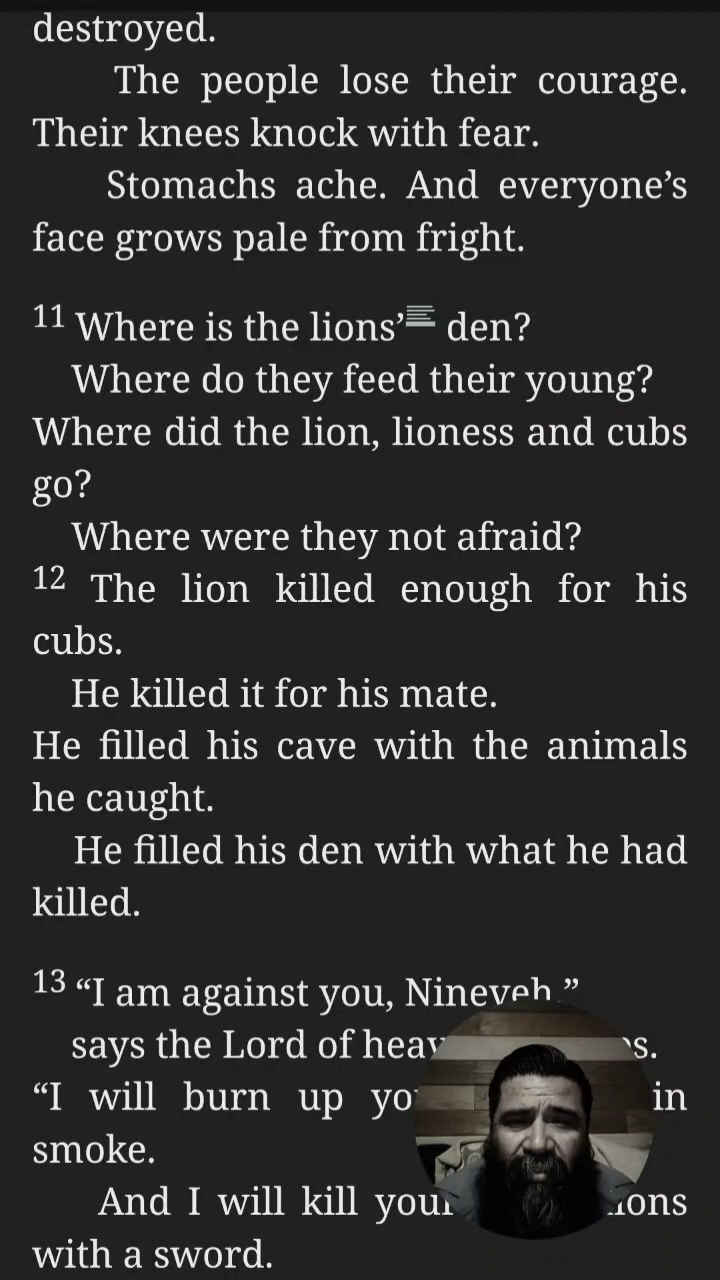 destroyed.
The people lose their courage.
Their knees knock with fear.
Stomachs ache. And everyone’s
face grows pale from fright.
11 Where is the lions’ den?
Where do they feed their young?
Where did the lion, lioness and cubs
go?
Where were they not afraid?
12 The lion killed enough for his
cubs.
He killed it for his mate.
He filled his cave with the animals
he caught.
He filled his den with what he had
killed.
13 “I am against you, Nineveh,”
says the Lord of
“I will burn up in
smoke.
And I will kill
with a sword.